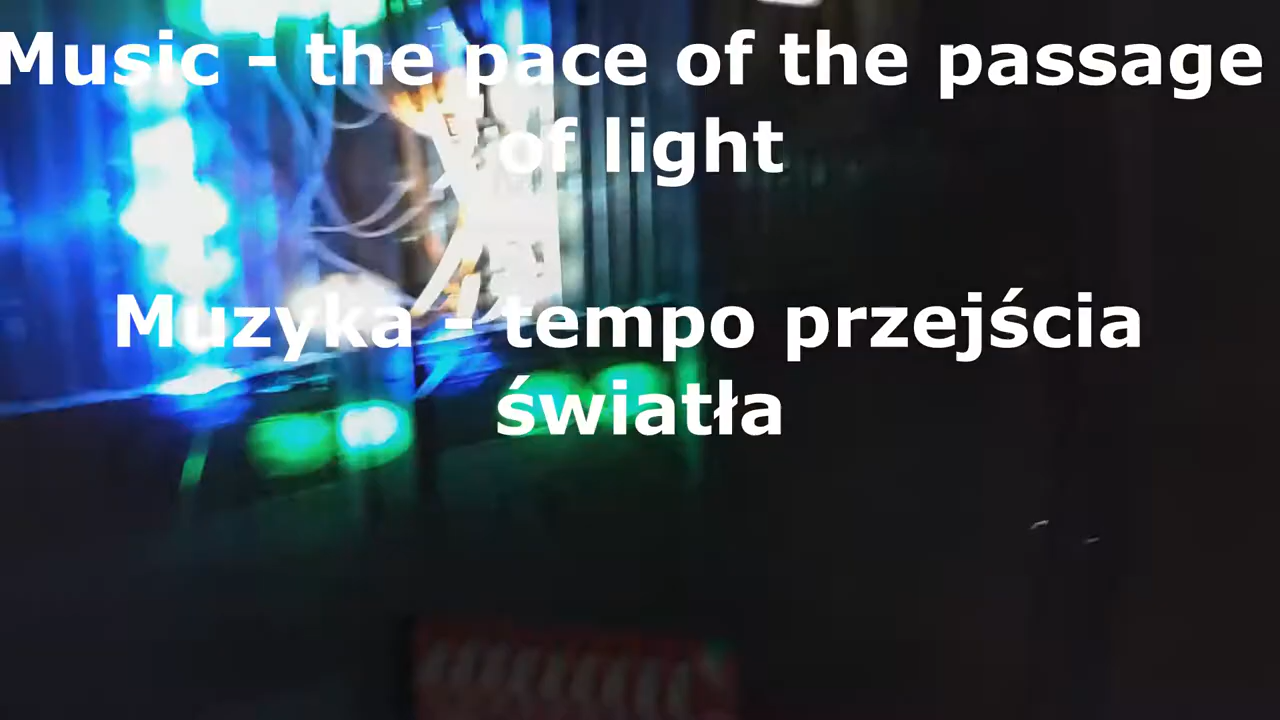 Music - the pace of the passage
of light
Muzyka - tempo przejścia
światła